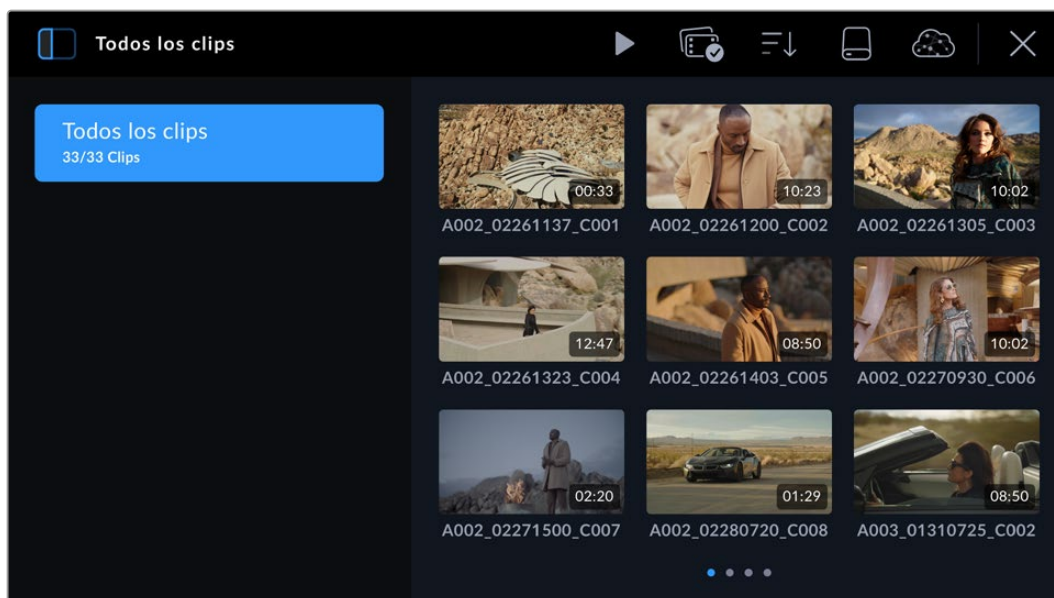 Todos los clips
Todos los clips
33/33 Clips
00:33
10:23
10:02
A002_02261137_C001
A002_02261200_C002
A002_02261305_C003
12:47
08:50
10:02
A002_02261323_C004
A002_02261403_C005
A002_02270930_C006
02:20
01:29
08:50
A002_02271500_C007
A002_02280720_C008
A003_01310725_C002